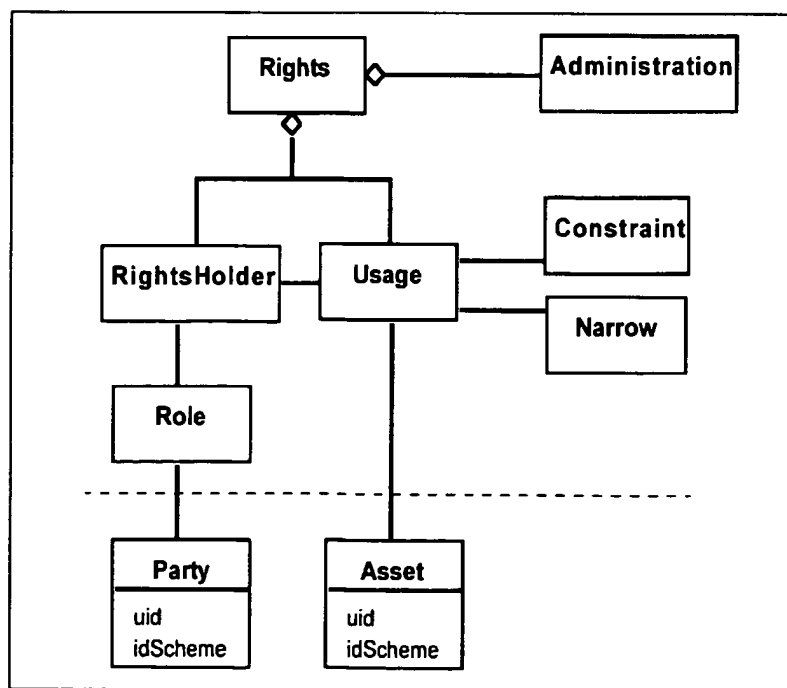 Rights
Administration
Constraint
RightsHolder
Usage
Narrow
Role
Party
uid
idScheme
Asset
uid
idScheme